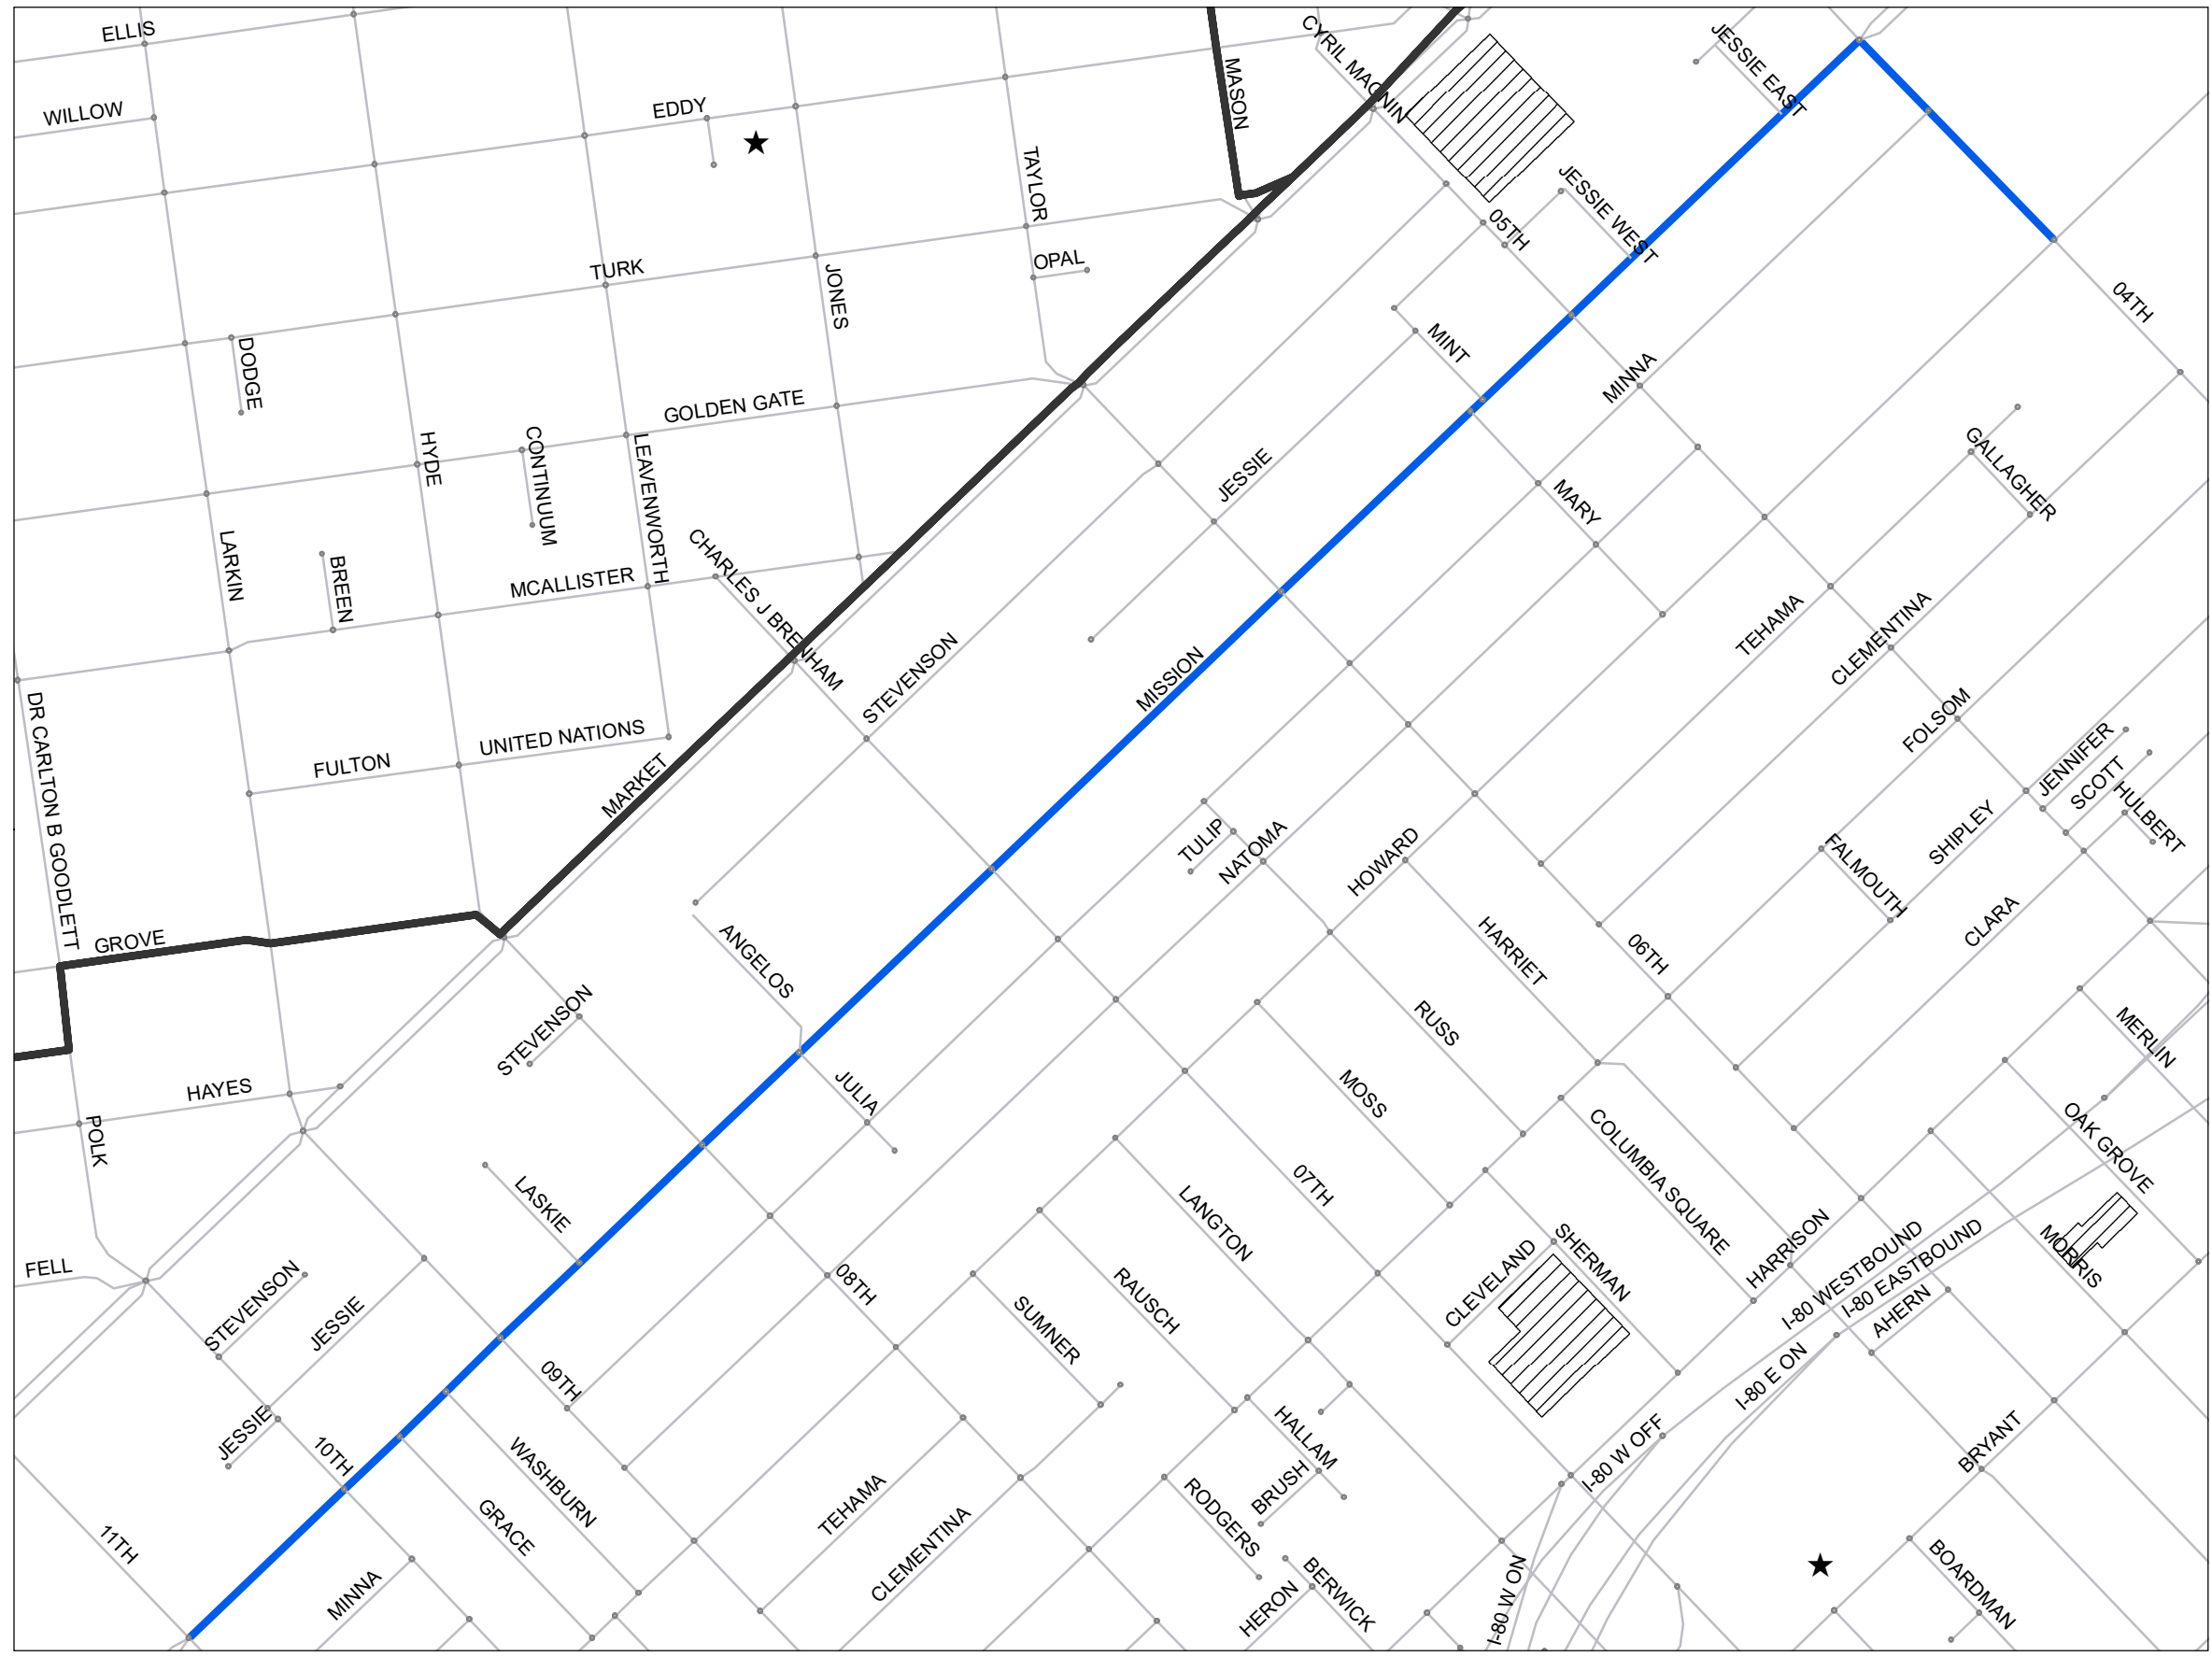 ELLIS
CYRIL MAGNIN
JESSIE EAST
WILLOW
EDDY
MASON
TAYLOR
JESSIE WEST
05TH
OPAL
TURK
JONES
04TH
MINT
DODGE
MINNA
GOLDEN GATE
HYDE
CONTINUUM
LEAVENWORTH
JESSIE
MARY
GALLAGHER
LARKIN
BREEN
MCALLISTER
CHARLES J BRENHAM
TEHAMA
CLEMENTINA
STEVENSON
MISSION
DR CARLTON B GOODLETT
FULTON
UNITED NATIONS
MARKET
FOLSOM
JENNIFER
SCOTT
HULBERT
TULIP
NATOMA
HOWARD
FALMOUTH
SHIPLEY
CLARA
GROVE
ANGELOS
HARRIET
06TH
STEVENSON
RUSS
MERLIN
HAYES
POLK
JULIA
MOSS
COLUMBIA SQUARE
OAK GROVE
LASKIE
LANGTON
07TH
SHERMAN
HARRISON
MORRIS
FELL
STEVENSON
JESSIE
08TH
RAUSCH
CLEVELAND
I-80 WESTBOUND
I-80 EASTBOUND
AHERN
SUMNER
I-80 E ON
09TH
JESSIE
10TH
WASHBURN
HALLAM
BRUSH
I-80 W OFF
BRYANT
11TH
GRACE
TEHAMA
CLEMENTINA
RODGERS
BOARDMAN
MINNA
HERON
BERWICK
I-80 W ON